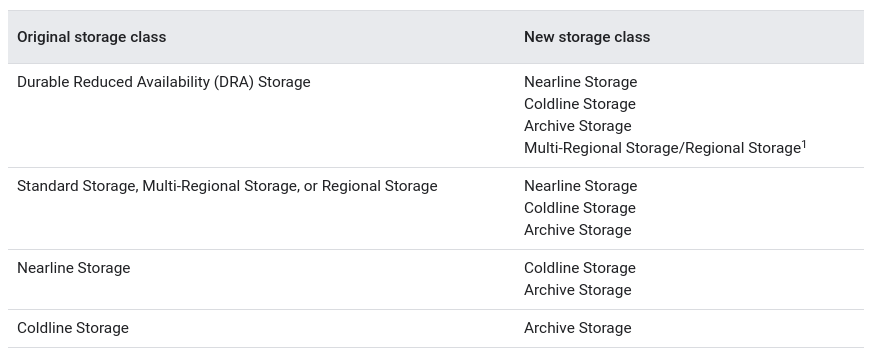 Original storage class New storage class
Durable Reduced Availability (DRA) Storage Nearline Storage
Coldline Storage
Archive Storage
Multi-Regional Storage/Regional Storage1
Standard Storage, Multi-Regional Storage, or Regional Storage Nearline Storage
Coldline Storage
Archive Storage
Nearline Storage Coldline Storage
Archive Storage
Coldline Storage Archive Storage